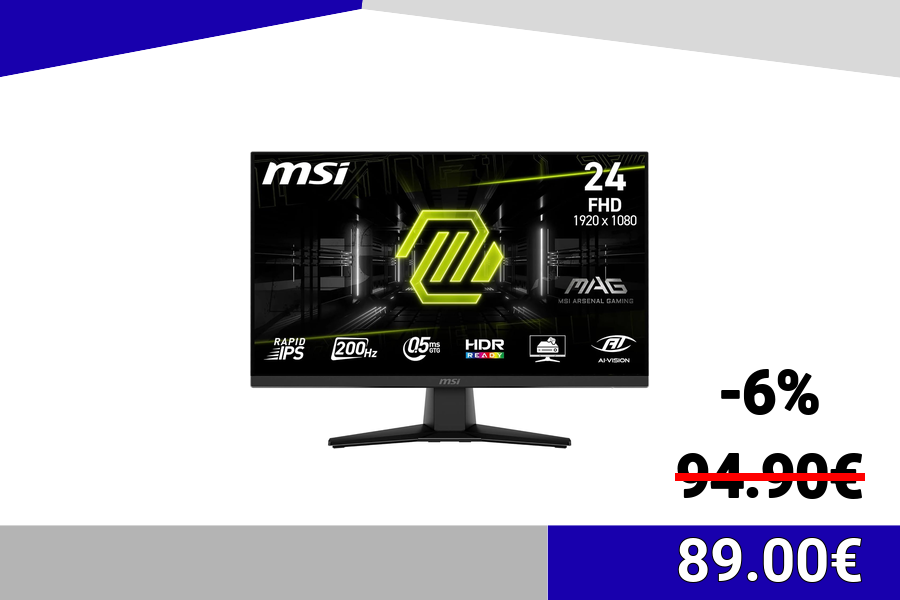 msi
24
FHD
1920 x 1080
MAG
MSI ARSENAL GAMING
RAPID
IPS
200Hz
0.5ms
GTG
HDR
READY
AI
AI-VISION
msi
-6%
94.90€
89.00€